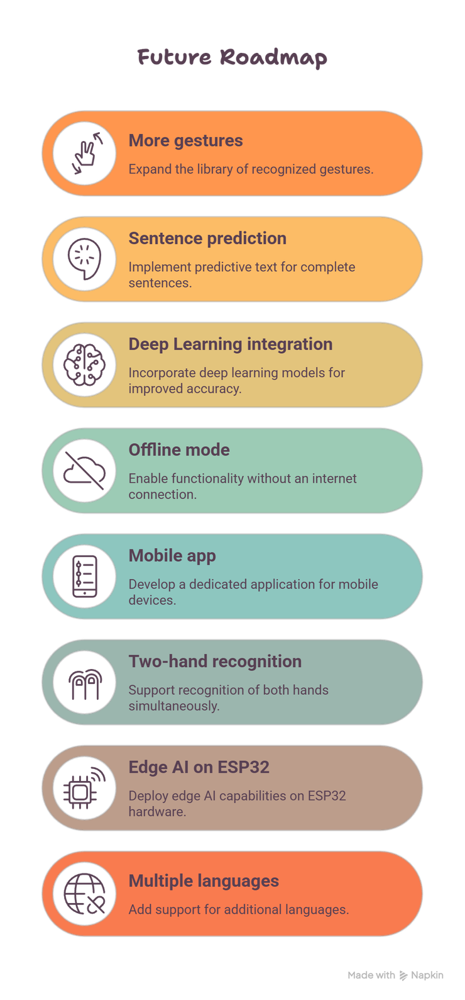 Future Roadmap
More gestures
Expand the library of recognized gestures.
Sentence prediction
Implement predictive text for complete
sentences.
Deep Learning integration
Incorporate deep learning models for
improved accuracy.
Offline mode
Enable functionality without an internet
connection.
Mobile app
Develop a dedicated application for mobile
devices.
Two-hand recognition
Support recognition of both hands
simultaneously.
Edge AI on ESP32
Deploy edge AI capabilities on ESP32
hardware.
Multiple languages
Add support for additional languages.
Made with Napkin